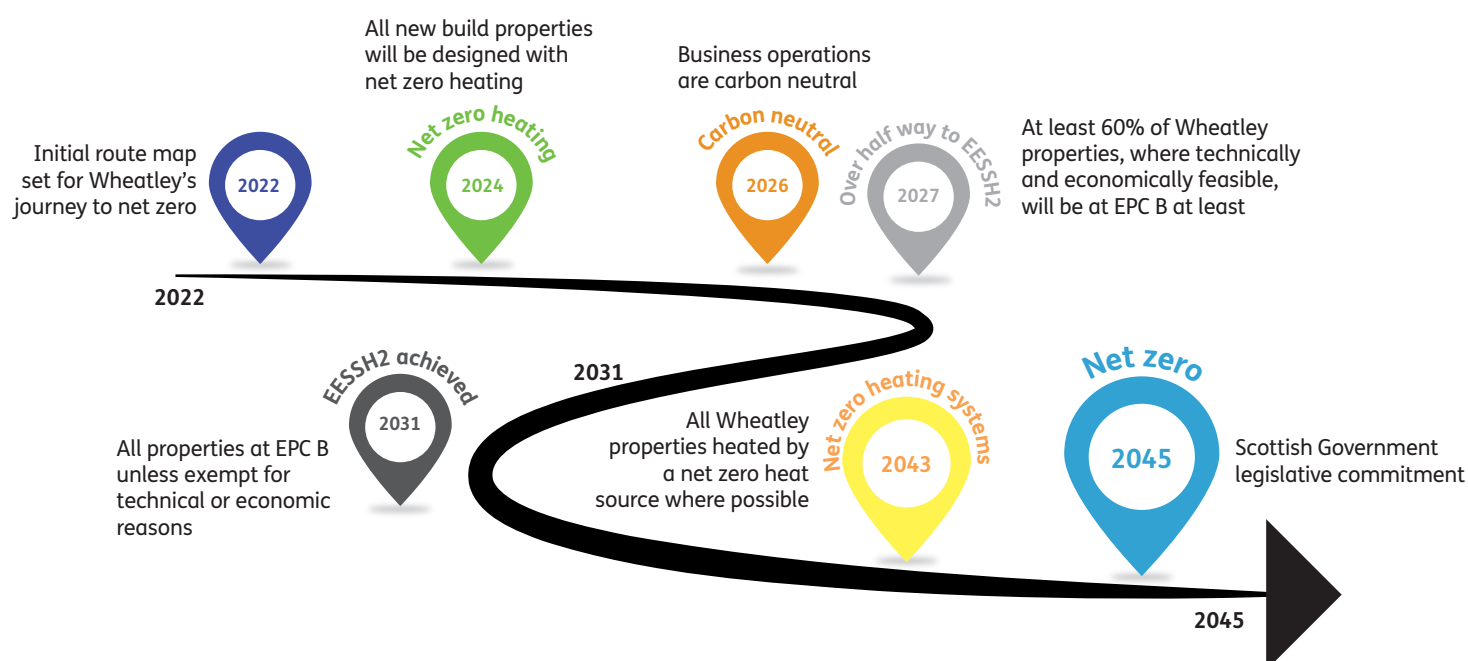 Initial route map
set for Wheatley's
journey to net zero
2022
2022
All new build properties
will be designed with
net zero heating
Net zero heating
2024
Business operations
are carbon neutral
Carbon neutral
2026
Over half way to EESSH2
2027
At least 60% of Wheatley
properties, where technically
and economically feasible,
will be at EPC B at least
2031
EESSH2 achieved
2031
All properties at EPC B
unless exempt for
technical or economic
reasons
All Wheatley
properties heated by
a net zero heat
source where possible
Net zero heating systems
2043
Net zero
2045
Scottish Government
legislative commitment
2045